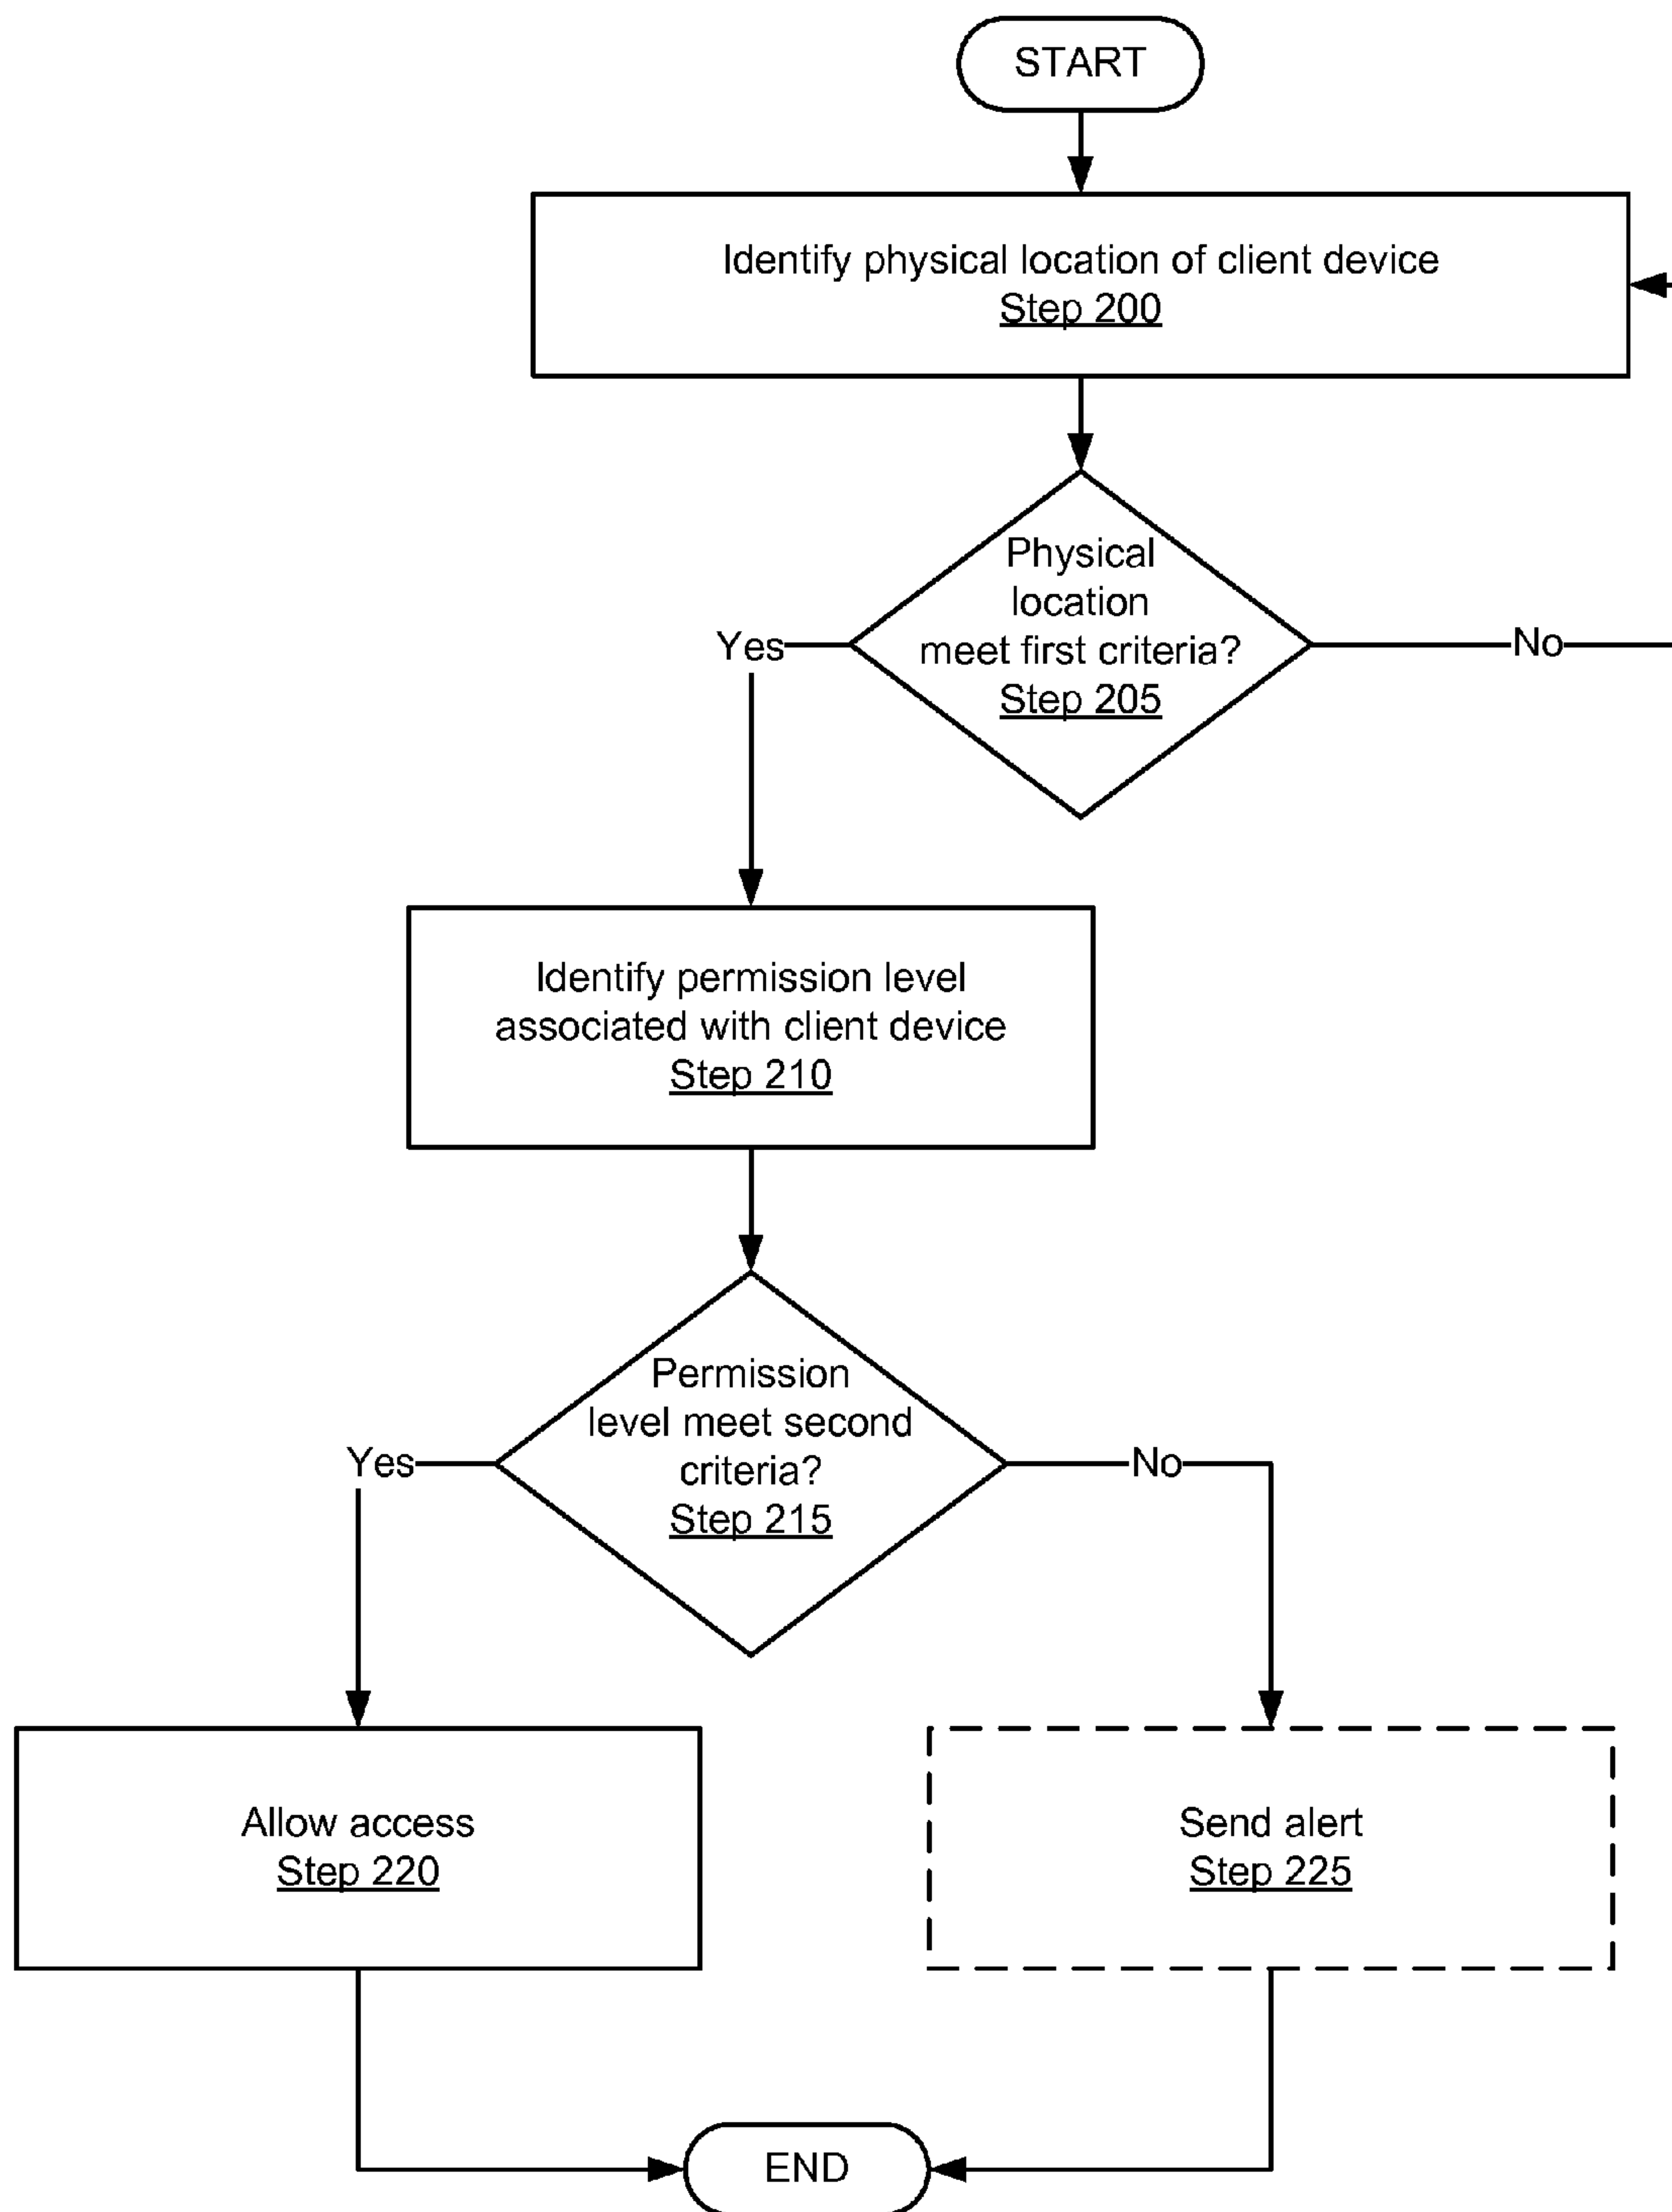 START
Identify physical location of client device
Step 200
Physical
location
meet first criteria?
Step 205
Yes
No
Identify permission level
associated with client device
Step 210
Permission
level meet second
criteria?
Step 215
Yes
No
Allow access
Step 220
Send alert
Step 225
END